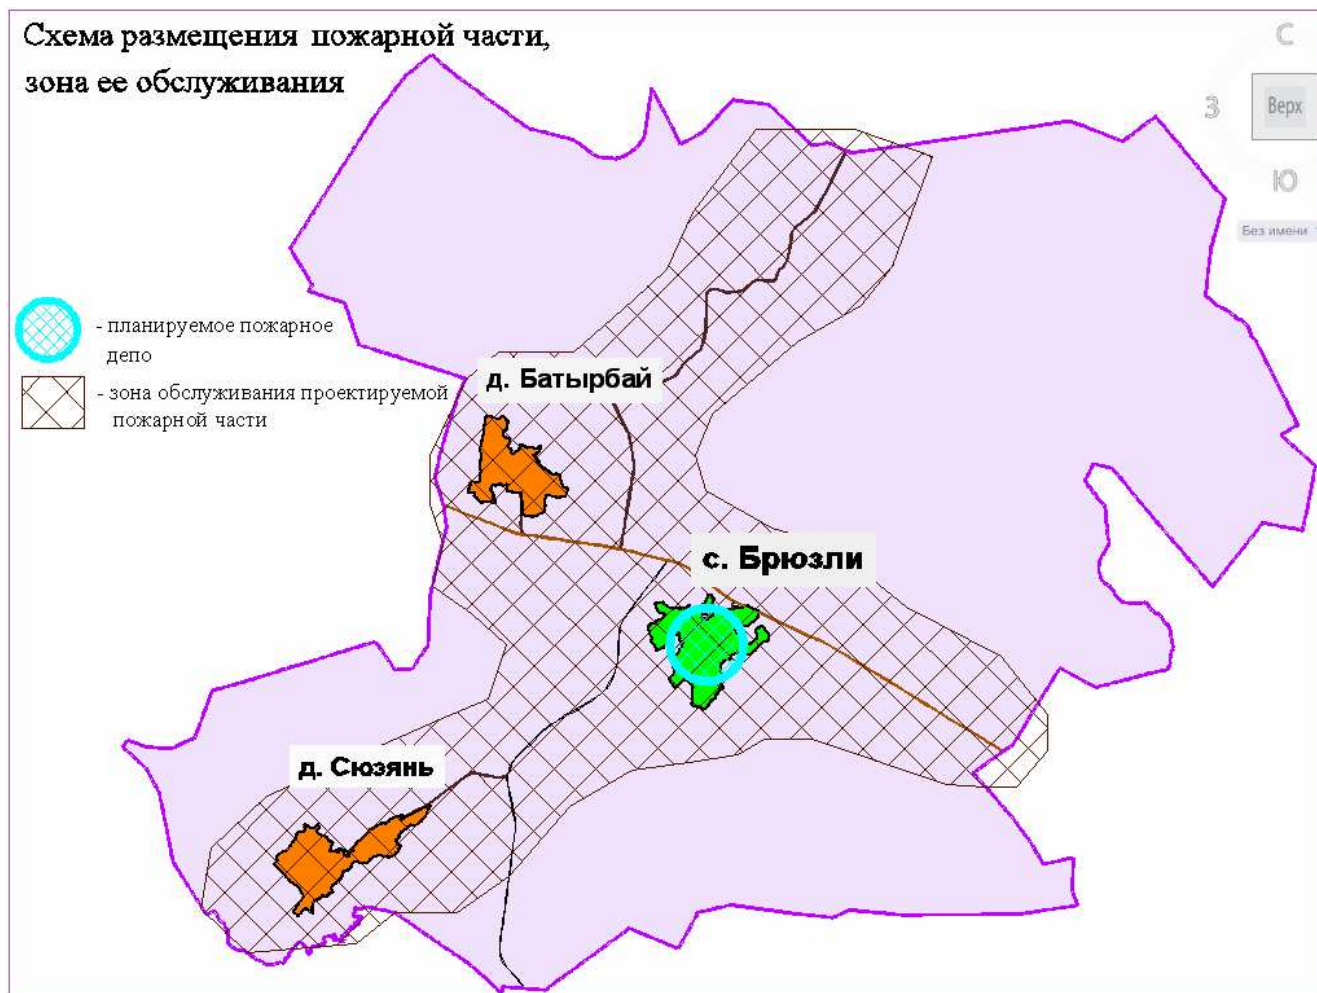 Схема размещения пожарной части,
зона ее обслуживания
С
З
Верх
Ю
Без имени
- планируемое пожарное
депо
- зона обслуживания проектируемой
пожарной части
д. Батырбай
с. Брюзли
д. Сюзянь